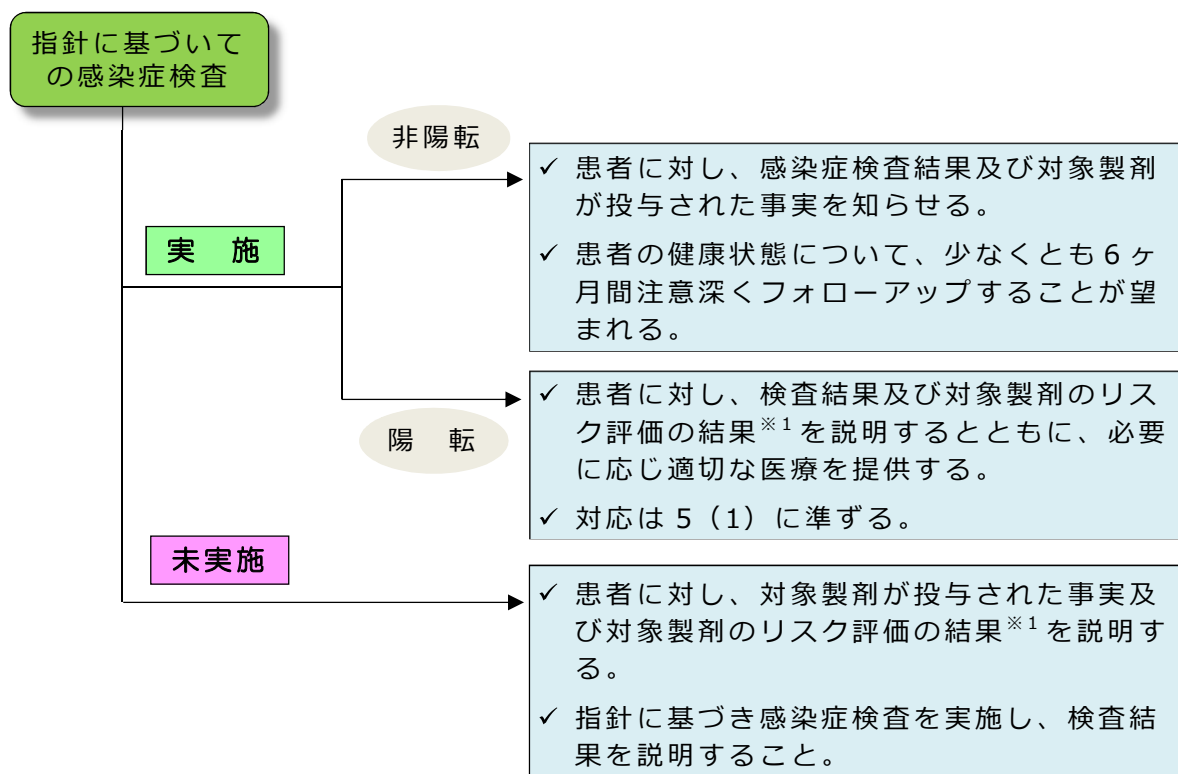 指針に基づいて
の感染症検査
非陽転
✓ 患者に対し、感染症検査結果及び対象製剤
が投与された事実を知らせる。
✓ 患者の健康状態について、少なくとも6ヶ
月間注意深くフォローアップすることが望
まれる。
実 施
✓ 患者に対し、検査結果及び対象製剤のリス
ク評価の結果※1を説明するとともに、必要
に応じ適切な医療を提供する。
✓ 対応は5（1）に準ずる。
陽 転
未実施
✓ 患者に対し、対象製剤が投与された事実及
び対象製剤のリスク評価の結果※1を説明す
る。
✓ 指針に基づき感染症検査を実施し、検査結
果を説明すること。